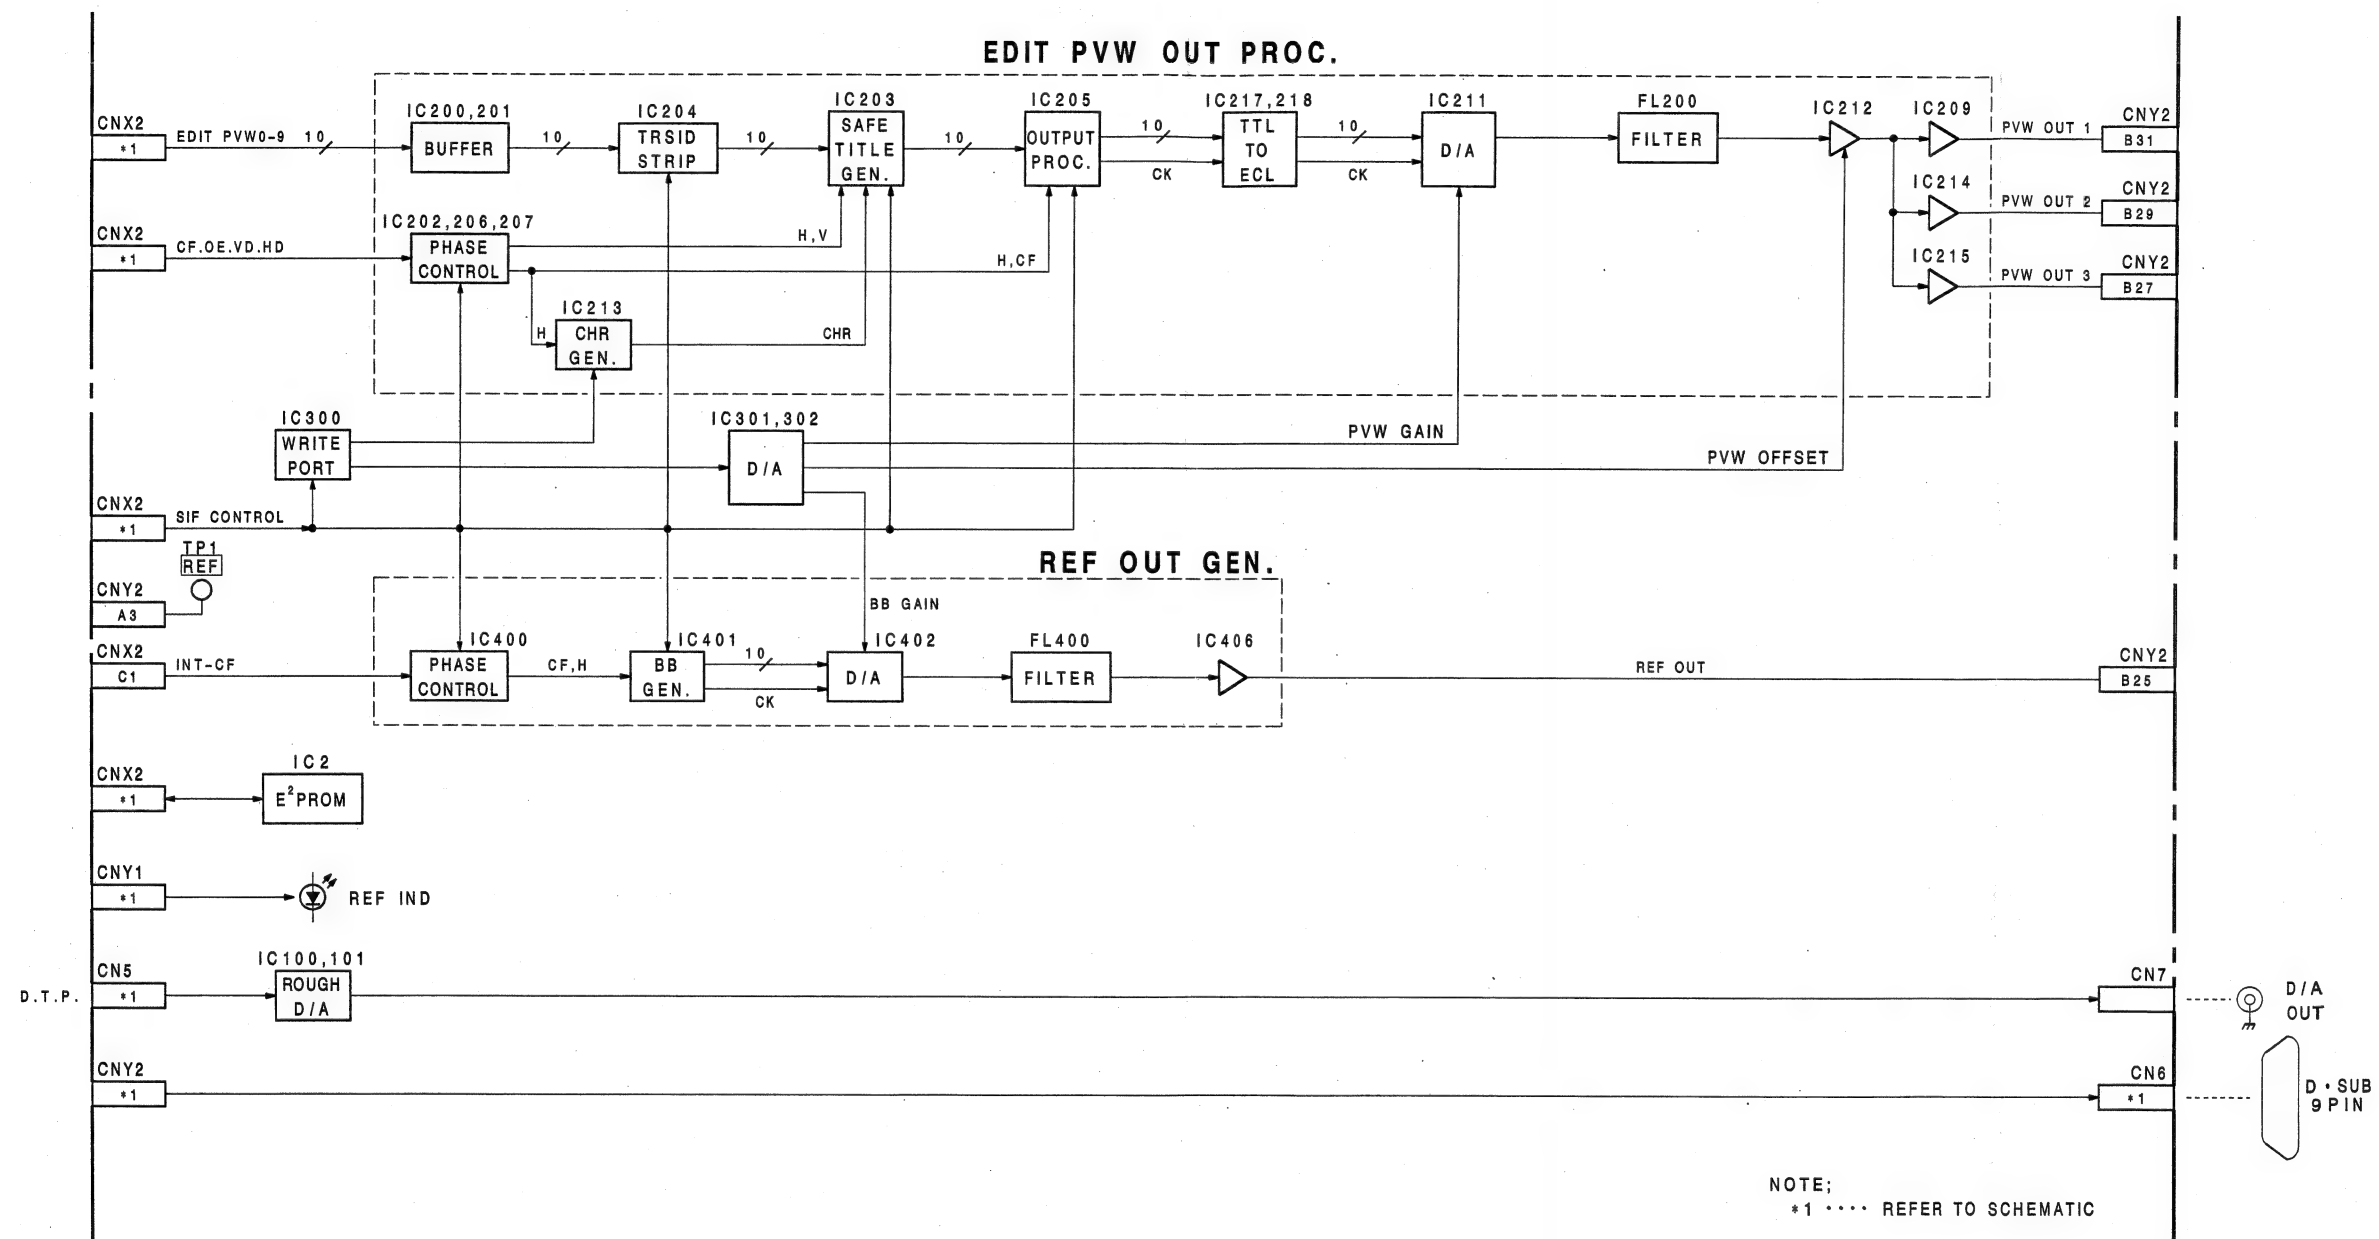 EDIT PVW OUT PROC.
CNX2
*1
EDIT PVW0-9
10
IC200,201
BUFFER
10
IC204
TRSID
STRIP
10
IC203
SAFE
TITLE
GEN.
10
IC205
OUTPUT
PROC.
10
CK
IC217,218
TTL
TO
ECL
10
CK
IC211
D/A
FL200
FILTER
IC212
IC209
PVW OUT 1
CNY2
B31
IC214
PVW OUT 2
CNY2
B29
IC215
PVW OUT 3
CNY2
B27
CNX2
*1
CF.OE.VD.HD
IC202,206,207
PHASE
CONTROL
H,V
H,CF
IC213
H
CHR
GEN.
CHR
IC300
WRITE
PORT
IC301,302
D/A
PVW GAIN
PVW OFFSET
CNX2
*1
SIF CONTROL
TP1
REF
CNY2
A3
REF OUT GEN.
BB GAIN
CNX2
C1
INT-CF
IC400
PHASE
CONTROL
CF,H
IC401
BB
GEN.
10
CK
IC402
D/A
FL400
FILTER
IC406
REF OUT
CNY2
B25
CNX2
*1
IC2
E²PROM
CNY1
*1
REF IND
D.T.P.
CN5
*1
IC100,101
ROUGH
D/A
CN7
D/A
OUT
CNY2
*1
CN6
*1
D・SUB
9PIN
NOTE;
*1 ···· REFER TO SCHEMATIC